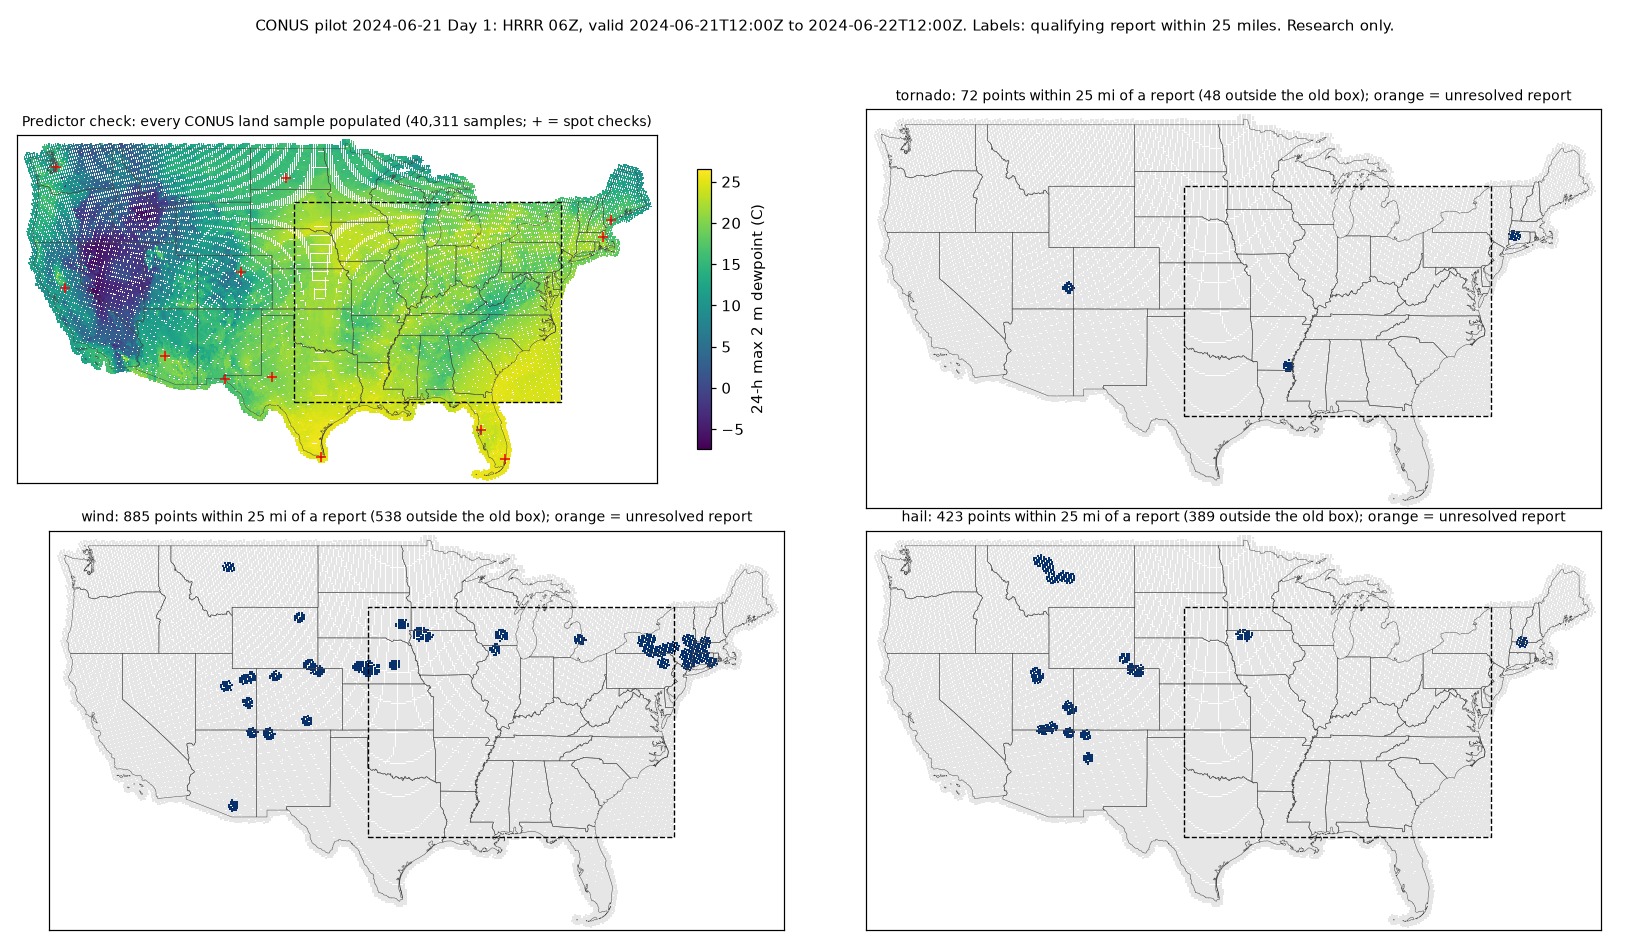 CONUS pilot 2024-06-21 Day 1: HRRR 06Z, valid 2024-06-21T12:00Z to 2024-06-22T12:00Z. Labels: qualifying report within 25 miles. Research only.
Predictor check: every CONUS land sample populated (40,311 samples; + = spot checks)
25
20
15
10
5
0
−5
24-h max 2 m dewpoint (C)
tornado: 72 points within 25 mi of a report (48 outside the old box); orange = unresolved report
wind: 885 points within 25 mi of a report (538 outside the old box); orange = unresolved report
hail: 423 points within 25 mi of a report (389 outside the old box); orange = unresolved report